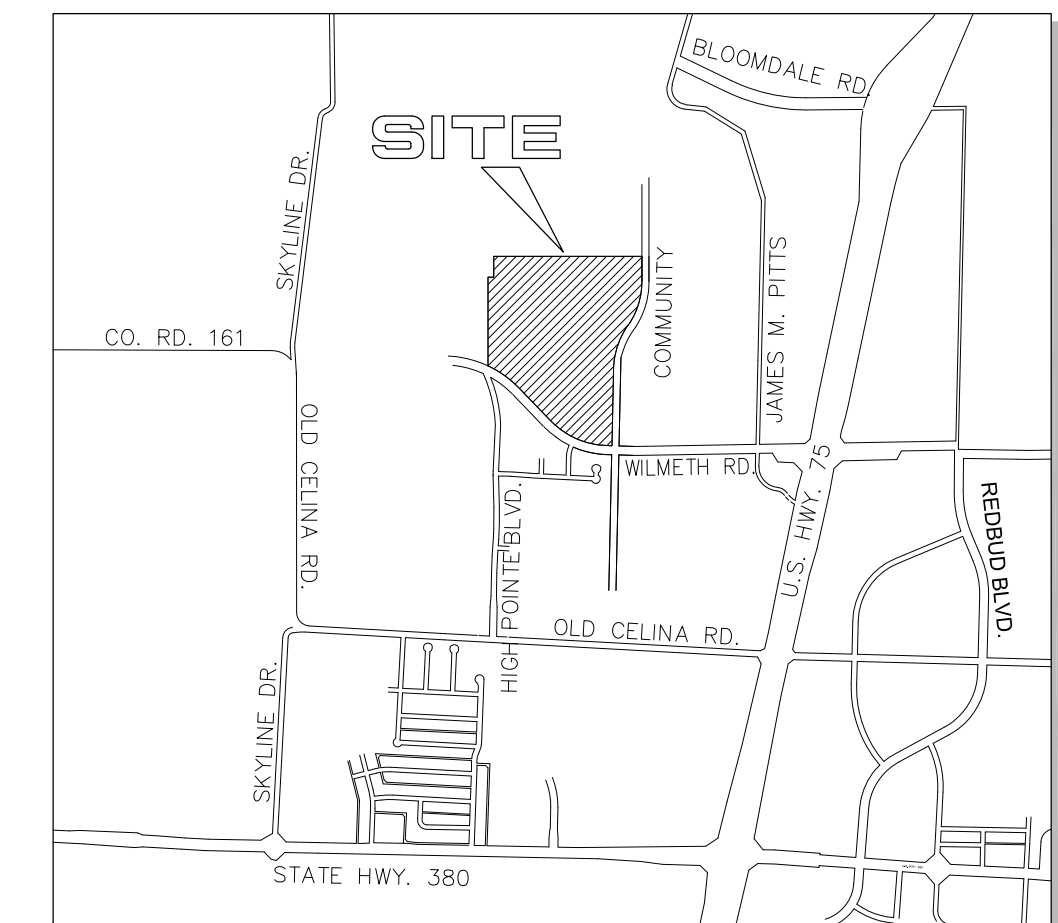 BLOOMDALE RD.
SITE
SKYLINE DR.
COMMUNITY
JAMES M. PITTS
CO. RD. 161
OLD CELINA RD.
WILMETH RD.
U.S. HWY. 75
REDBUD BLVD.
HIGH POINTE BLVD.
OLD CELINA RD.
SKYLINE DR.
STATE HWY. 380